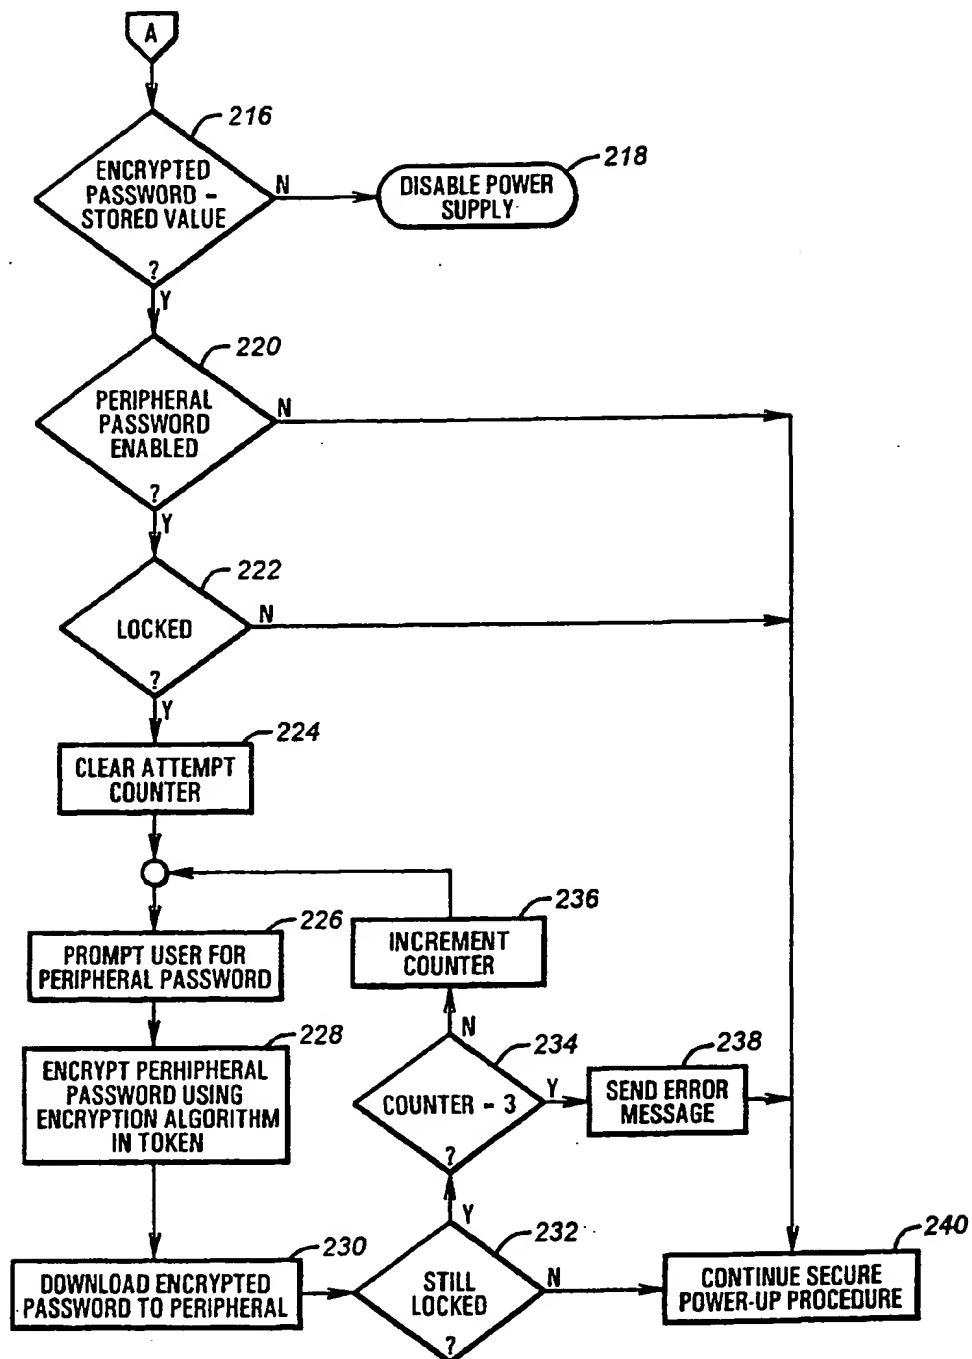 A
216
ENCRYPTED
PASSWORD -
STORED VALUE
?
N
Y
218
DISABLE POWER
SUPPLY
220
PERIPHERAL
PASSWORD
ENABLED
?
N
Y
222
LOCKED
?
N
Y
224
CLEAR ATTEMPT
COUNTER
226
PROMPT USER FOR
PERIPHERAL PASSWORD
236
INCREMENT
COUNTER
228
ENCRYPT PERHIPHERAL
PASSWORD USING
ENCRYPTION ALGORITHM
IN TOKEN
N
234
COUNTER - 3
?
Y
238
SEND ERROR
MESSAGE
230
DOWNLOAD ENCRYPTED
PASSWORD TO PERIPHERAL
Y
232
STILL
LOCKED
?
N
240
CONTINUE SECURE
POWER-UP PROCEDURE